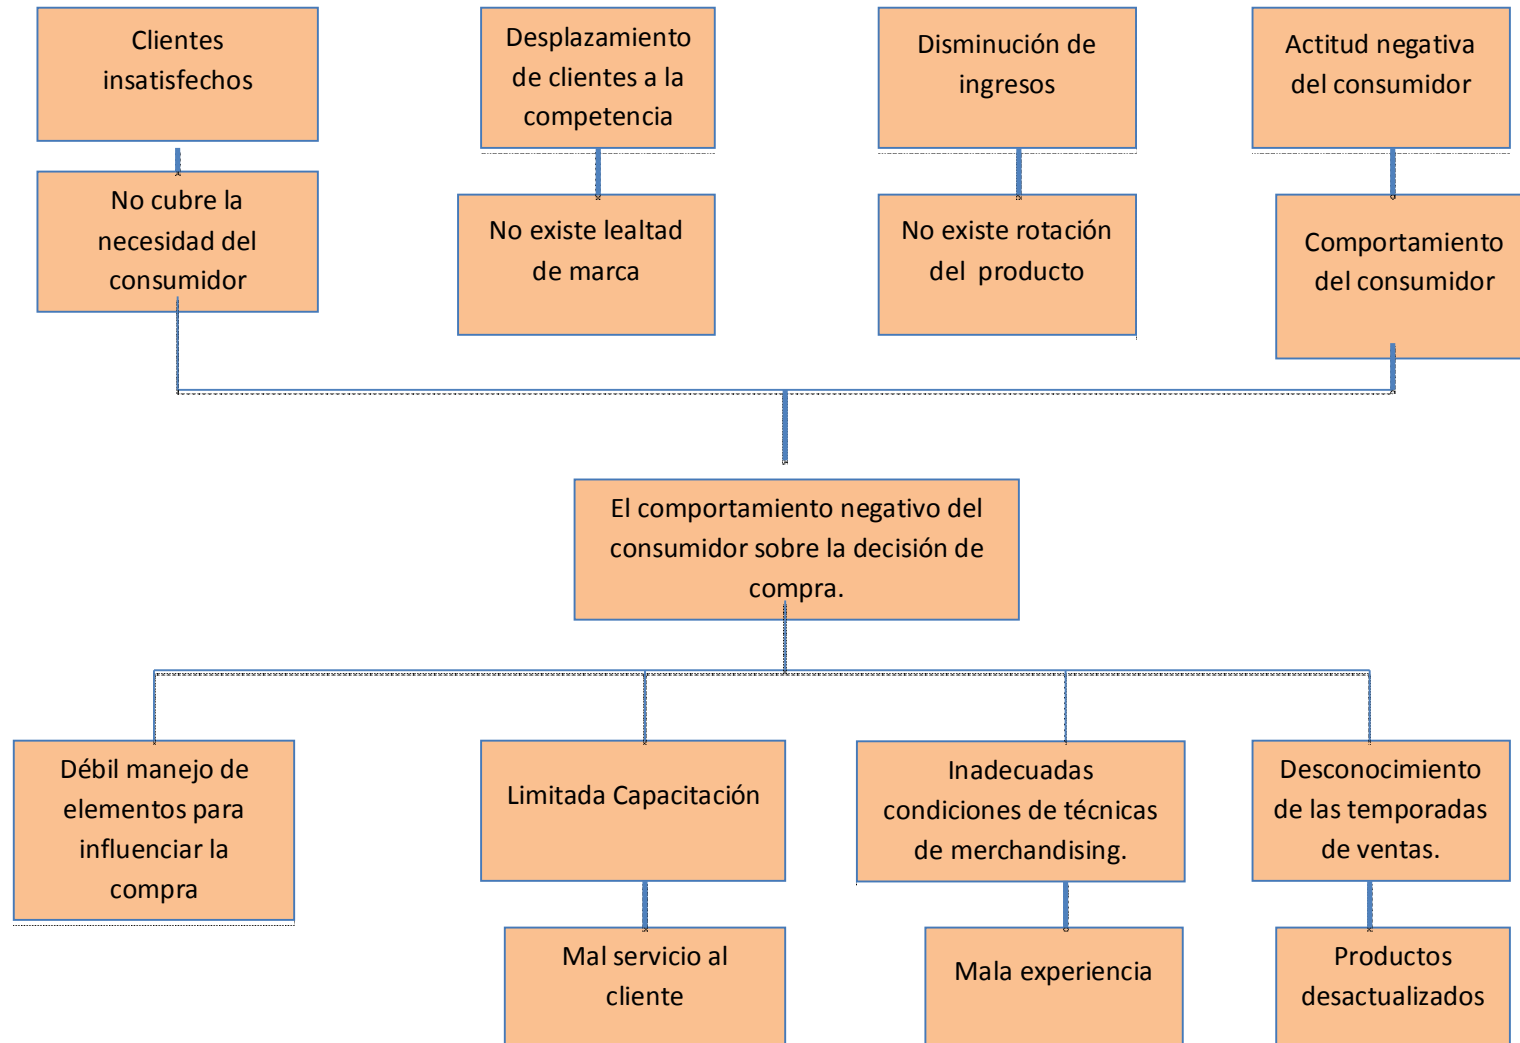 Clientes
insatisfechos
Desplazamiento
de clientes a la
competencia
Disminución de
ingresos
Actitud negativa
del consumidor
No cubre la
necesidad del
consumidor
No existe lealtad
de marca
No existe rotación
del producto
Comportamiento
del consumidor
El comportamiento negativo del
consumidor sobre la decisión de
compra.
Débil manejo de
elementos para
influenciar la
compra
Limitada Capacitación
Inadecuadas
condiciones de técnicas
de merchandising.
Desconocimiento
de las temporadas
de ventas.
Mal servicio al
cliente
Mala experiencia
Productos
desactualizados